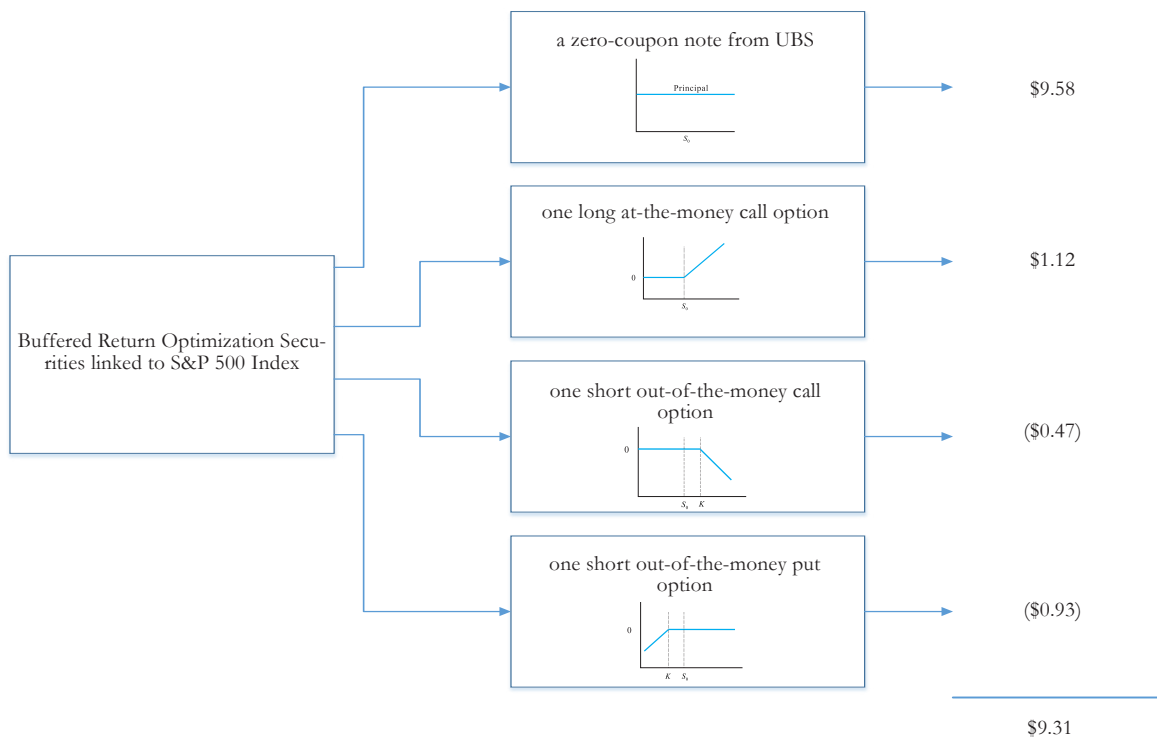 a zero-coupon note from UBS
Principal
S₀
$9.58
one long at-the-money call option
0
S₀
$1.12
Buffered Return Optimization Secu-
rities linked to S&P 500 Index
one short out-of-the-money call
option
0
S₀ K
($0.47)
one short out-of-the-money put
option
0
K S₀
($0.93)
$9.31